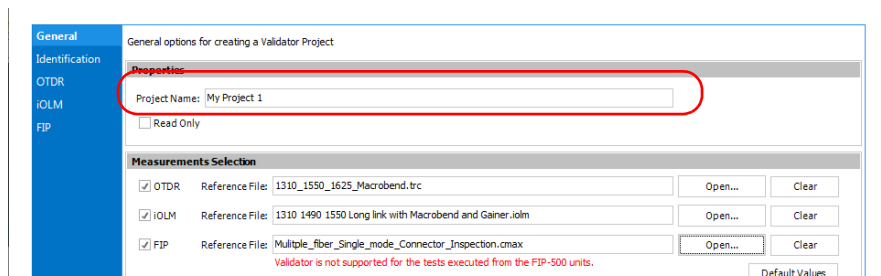 General
Identification
OTDR
iOLM
FIP
General options for creating a Validator Project
Properties
Project Name: My Project 1
Read Only
Measurements Selection
OTDR Reference File: 1310_1550_1625_Macrobend.trc Open... Clear
iOLM Reference File: 1310 1490 1550 Long link with Macrobend and Gainer.iolm Open... Clear
FIP Reference File: Mulitple_fiber_Single_mode_Connector_Inspection.cmax Open... Clear
Validator is not supported for the tests executed from the FIP-500 units.
Default Values